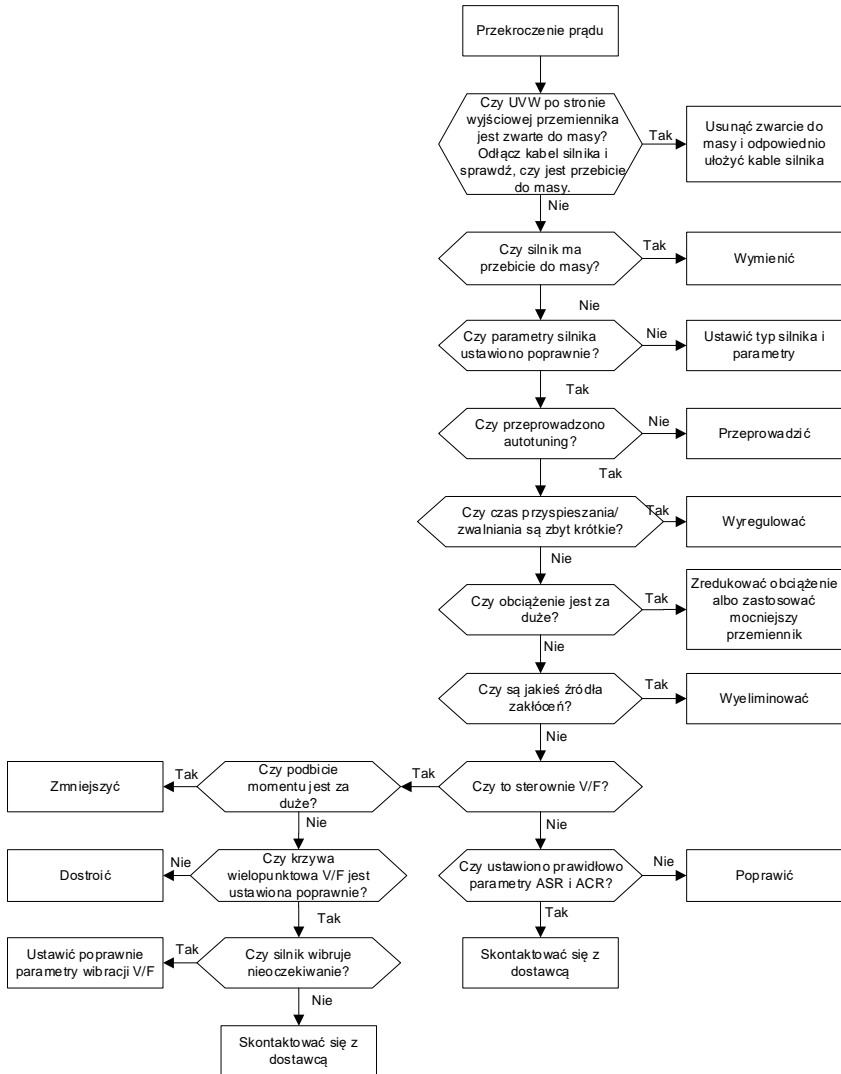 Przekroczenie prądu
Czy UVW po stronie
wyjściowej przemiennika
jest zwarte do masy?
Odłącz kabel silnika i
sprawdź, czy jest przebicie
do masy.
Tak
Usunąć zwarcie do
masy i odpowiednio
ułożyć kable silnika
Nie
Czy silnik ma
przebicie do masy?
Tak
Wymienić
Nie
Czy parametry silnika
ustawiono poprawnie?
Nie
Ustawić typ silnika i
parametry
Tak
Czy przeprowadzono
autotuning?
Nie
Przeprowadzić
Tak
Czy czas przyspieszania/
zwalniania są zbyt krótkie?
Tak
Wyregulować
Nie
Czy obciążenie jest za
duże?
Tak
Zredukować obciążenie
albo zastosować
mocniejszy
przemiennik
Nie
Czy są jakieś źródła
zakłóceń?
Tak
Wyeliminować
Nie
Czy to sterownie V/F?
Tak
Czy podbicie
momentu jest za
duże?
Tak
Zmniejszyć
Nie
Czy krzywa
wielopunktowa V/F jest
ustawiona poprawnie?
Nie
Dostroić
Tak
Czy silnik wibruje
nieoczekiwanie?
Tak
Ustawić poprawnie
parametry wibracji V/F
Nie
Skontaktować się z
dostawcą
Nie
Czy ustawiono prawidłowo
parametry ASR i ACR?
Nie
Poprawić
Tak
Skontaktować się z
dostawcą